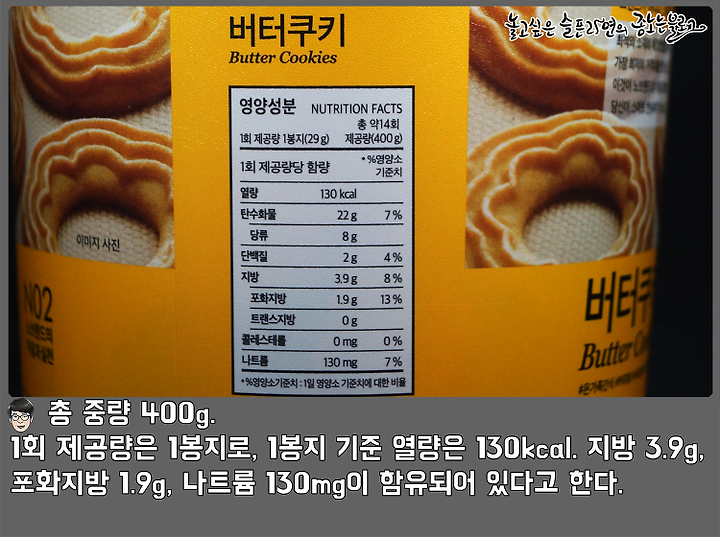 놀고싶은 슬픈라이언의 중보는블로그
버터쿠키
Butter Cookies
영양성분 NUTRITION FACTS
총 약14회
1회 제공량 1봉지(29g) 제공량(400g)
1회 제공량당 함량 *%영양소
기준치
열량 130 kcal
탄수화물 22 g 7 %
당류 8 g
단백질 2 g 4 %
지방 3.9 g 8 %
포화지방 1.9 g 13 %
트랜스지방 0 g
콜레스테롤 0 mg 0 %
나트륨 130 mg 7 %
*%영양소기준치 : 1일 영양소 기준치에 대한 비율
이미지 사진
N02
버터쿠
Butter Co
총 중량 400g.
1회 제공량은 1봉지로, 1봉지 기준 열량은 130kcal. 지방 3.9g,
포화지방 1.9g, 나트륨 130mg이 함유되어 있다고 한다.